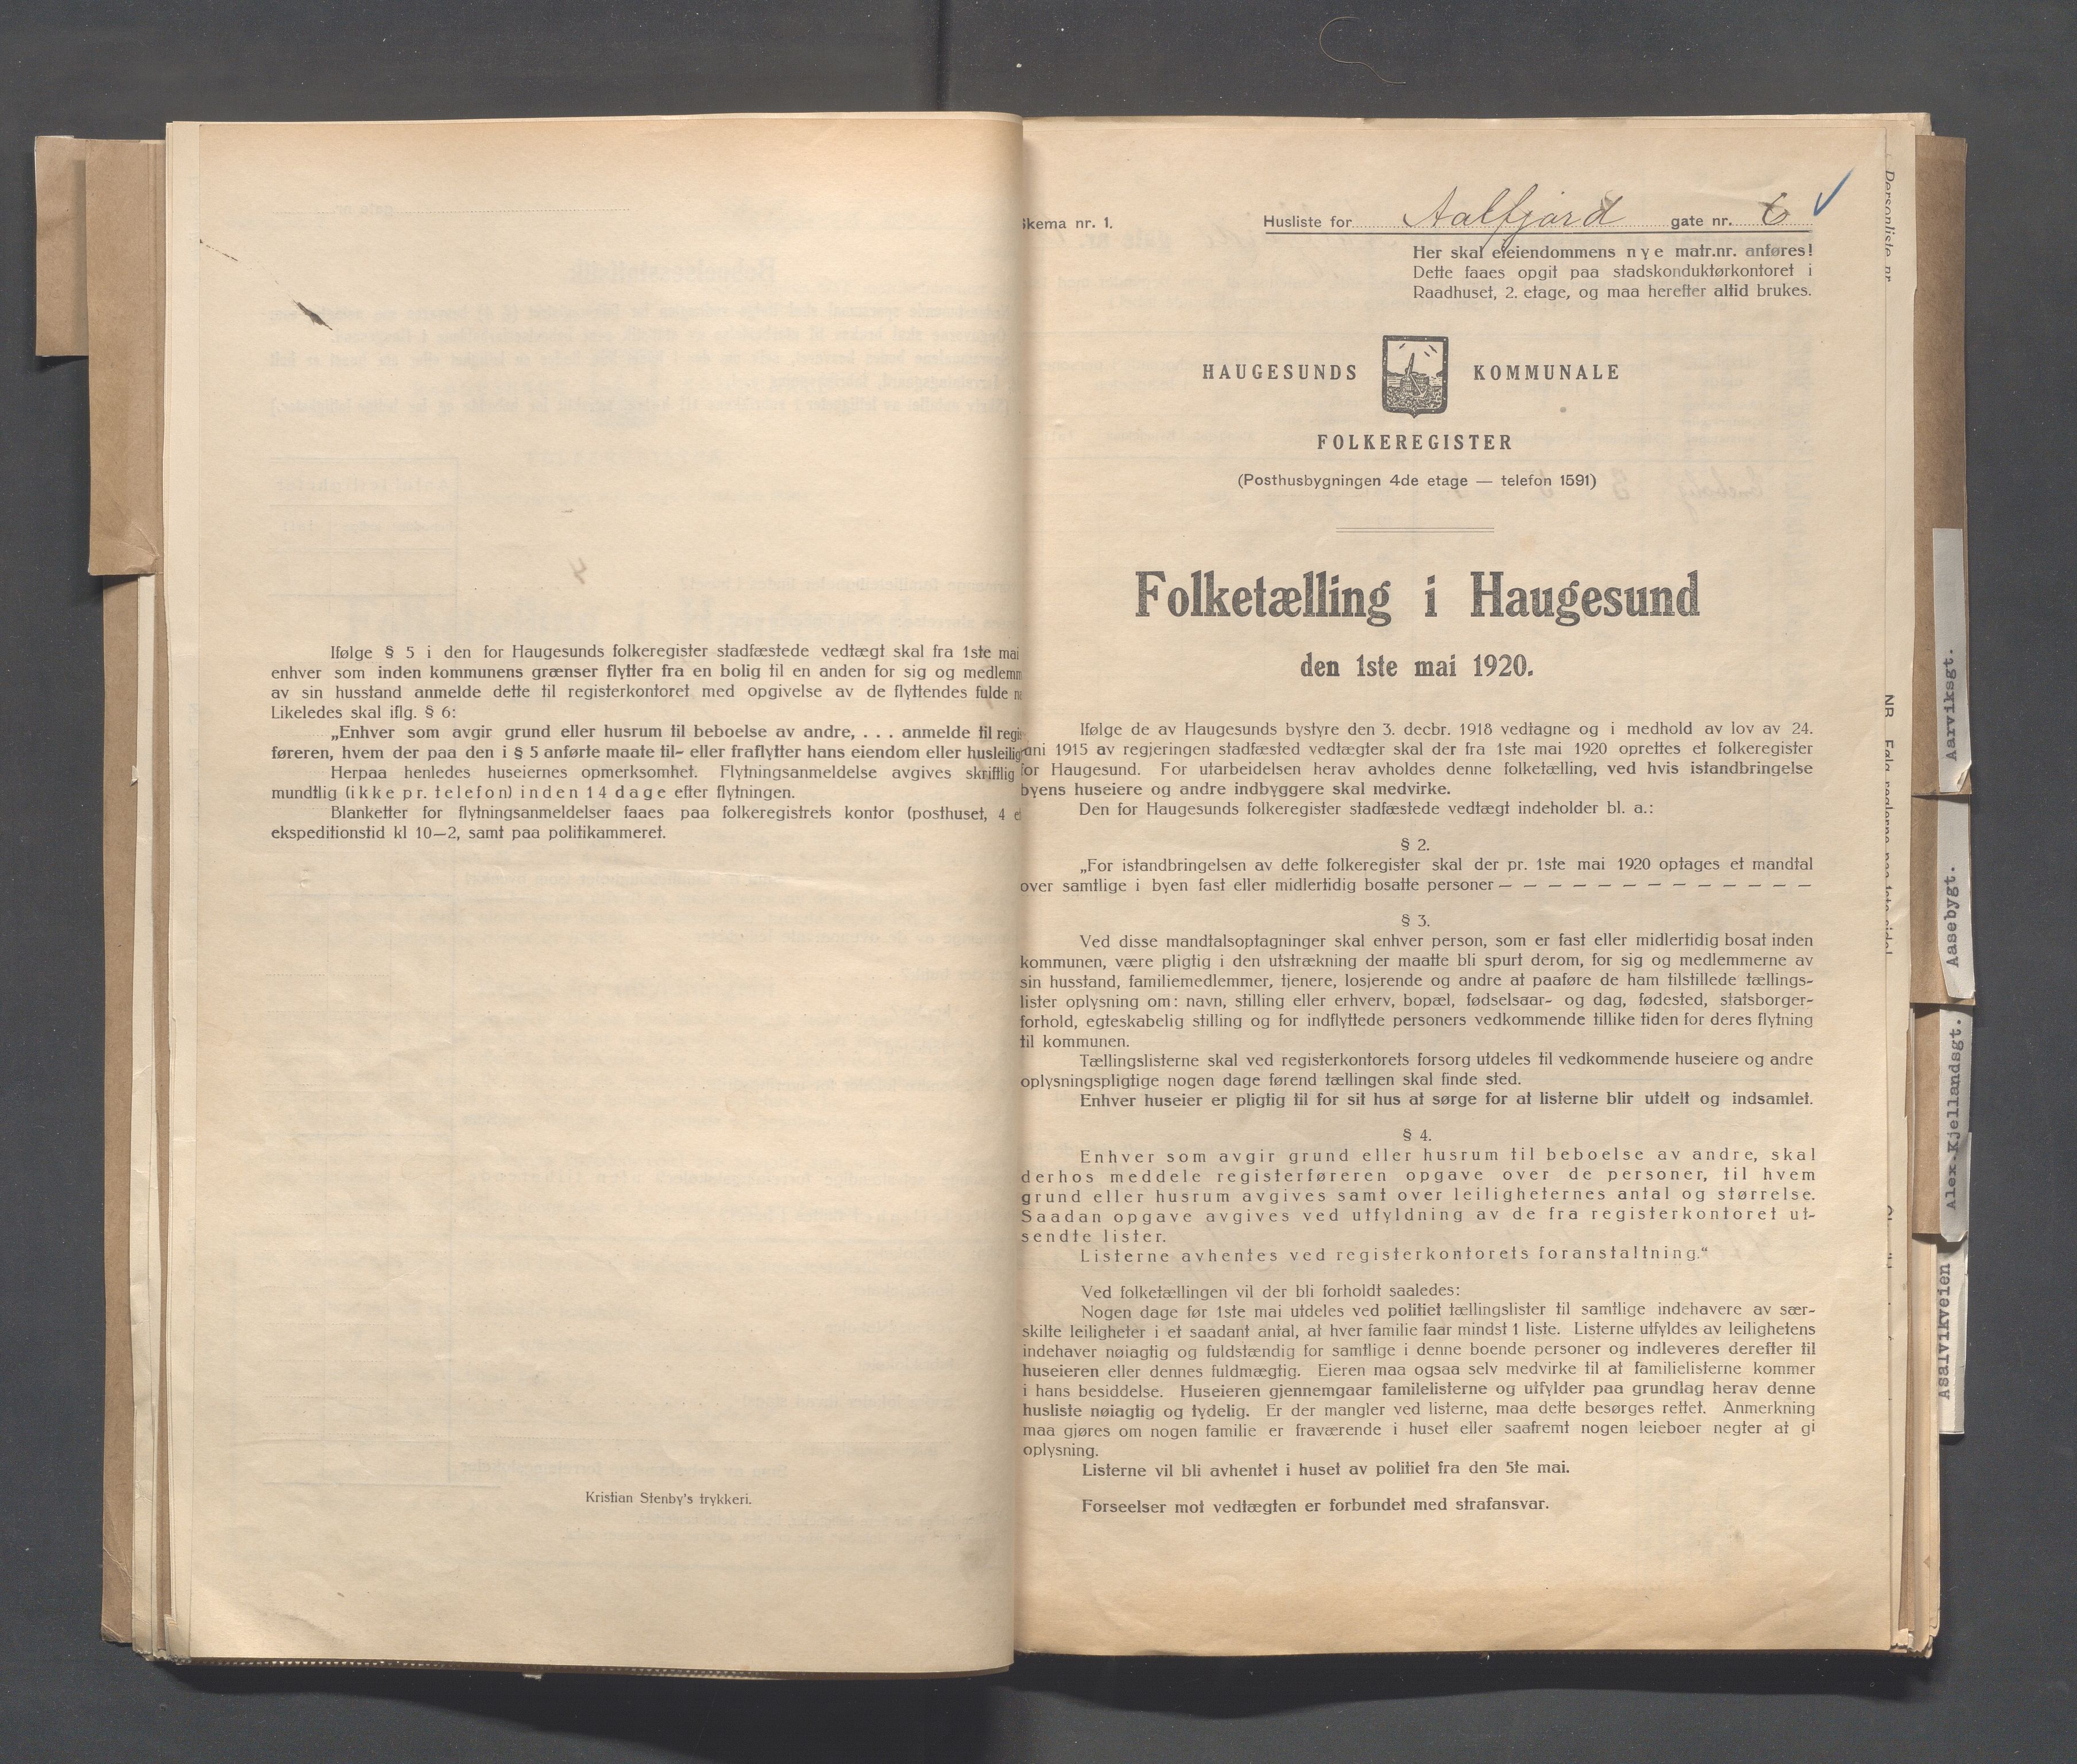 Ifølge § 5 i den for Haugesunds folkeregister stadfæstede vedtægt skal fra 1ste mai
enhver som inden kommunens grænser flytter fra en bolig til en anden for sig og medlemm
av sin husstand anmelde dette til registerkontoret med opgivelse av de flyttendes fulde n
Likeledes skal iflg. § 6:
„Enhver som avgir grund eller husrum til beboelse av andre, . . . anmelde til regi
føreren, hvem der paa den i § 5 anførte maate til- eller fraflytter hans eiendom eller husleilig
Herpaa henledes huseiernes opmerksomhet. Flytningsanmeldelse avgives skriftlig
mundtlig (ikke pr. telefon) inden 14 dage efter flytningen.
Blanketter for flytningsanmeldelser faaes paa folkeregistrets kontor (posthuset, 4 e
ekspeditionstid kl 10—2, samt paa politikammeret.
Kristian Stenby's trykkeri.
Skema nr. 1.
Husliste for Aalfjord gate nr. 6
Her skal eieiendommens nye matr.nr. anføres!
Dette faaes opgit paa stadskonduktørkontoret i
Raadhuset, 2. etage, og maa herefter altid brukes.
HAUGESUNDS KOMMUNALE
FOLKEREGISTER
(Posthusbygningen 4de etage — telefon 1591)
Folketælling i Haugesund
den 1ste mai 1920.
Ifølge de av Haugesunds bystyre den 3. decbr. 1918 vedtagne og i medhold av lov av 24.
juni 1915 av regjeringen stadfæsted vedtægter skal der fra 1ste mai 1920 oprettes et folkeregister
for Haugesund. For utarbeidelsen herav avholdes denne folketælling, ved hvis istandbringelse
byens huseiere og andre indbyggere skal medvirke.
Den for Haugesunds folkeregister stadfæstede vedtægt indeholder bl. a.:
§ 2.
„For istandbringelsen av dette folkeregister skal der pr. 1ste mai 1920 optages et mandtal
over samtlige i byen fast eller midlertidig bosatte personer — — — — — — — — — — — — — —
§ 3.
Ved disse mandtalsoptagninger skal enhver person, som er fast eller midlertidig bosat inden
kommunen, være pligtig i den utstrækning der maatte bli spurt derom, for sig og medlemmerne av
sin husstand, familiemedlemmer, tjenere, losjerende og andre at paaføre de ham tilstillede tællings-
lister oplysning om: navn, stilling eller erhverv, bopæl, fødselsaar- og dag, fødested, statsborger-
forhold, egteskabelig stilling og for indflyttede personers vedkommende tillike tiden for deres flytning
til kommunen.
Tællingslisterne skal ved registerkontorets forsorg utdeles til vedkommende huseiere og andre
oplysningspligtige nogen dage førend tællingen skal finde sted.
Enhver huseier er pligtig til for sit hus at sørge for at listerne blir utdelt og indsamlet.
§ 4.
Enhver som avgir grund eller husrum til beboelse av andre, skal
derhos meddele registerføreren opgave over de personer, til hvem
grund eller husrum avgives samt over leiligheternes antal og størrelse.
Saadan opgave avgives ved utfyldning av de fra registerkontoret ut-
sendte lister.
Listerne avhentes ved registerkontorets foranstaltning.“
Ved folketællingen vil der bli forholdt saaledes:
Nogen dage før 1ste mai utdeles ved politiet tællingslister til samtlige indehavere av sær-
skilte leiligheter i et saadant antal, at hver familie faar mindst 1 liste. Listerne utfyldes av leilighetens
indehaver nøiagtig og fuldstændig for samtlige i denne boende personer og indleveres derefter til
huseieren eller dennes fuldmægtig. Eieren maa ogsaa selv medvirke til at familielisterne kommer
i hans besiddelse. Huseieren gjennemgaar familelisterne og utfylder paa grundlag herav denne
husliste nøiagtig og tydelig. Er der mangler ved listerne, maa dette besørges rettet. Anmerkning
maa gjøres om nogen familie er fraværende i huset eller saafremt nogen leieboer negter at gi
oplysning.
Listerne vil bli avhentet i huset av politiet fra den 5te mai.
Forseelser mot vedtægten er forbundet med strafansvar.
Personliste nr.
Aarviksgt.
Aasebygt.
Alex.Kjellandsgt.
Asalvikveien